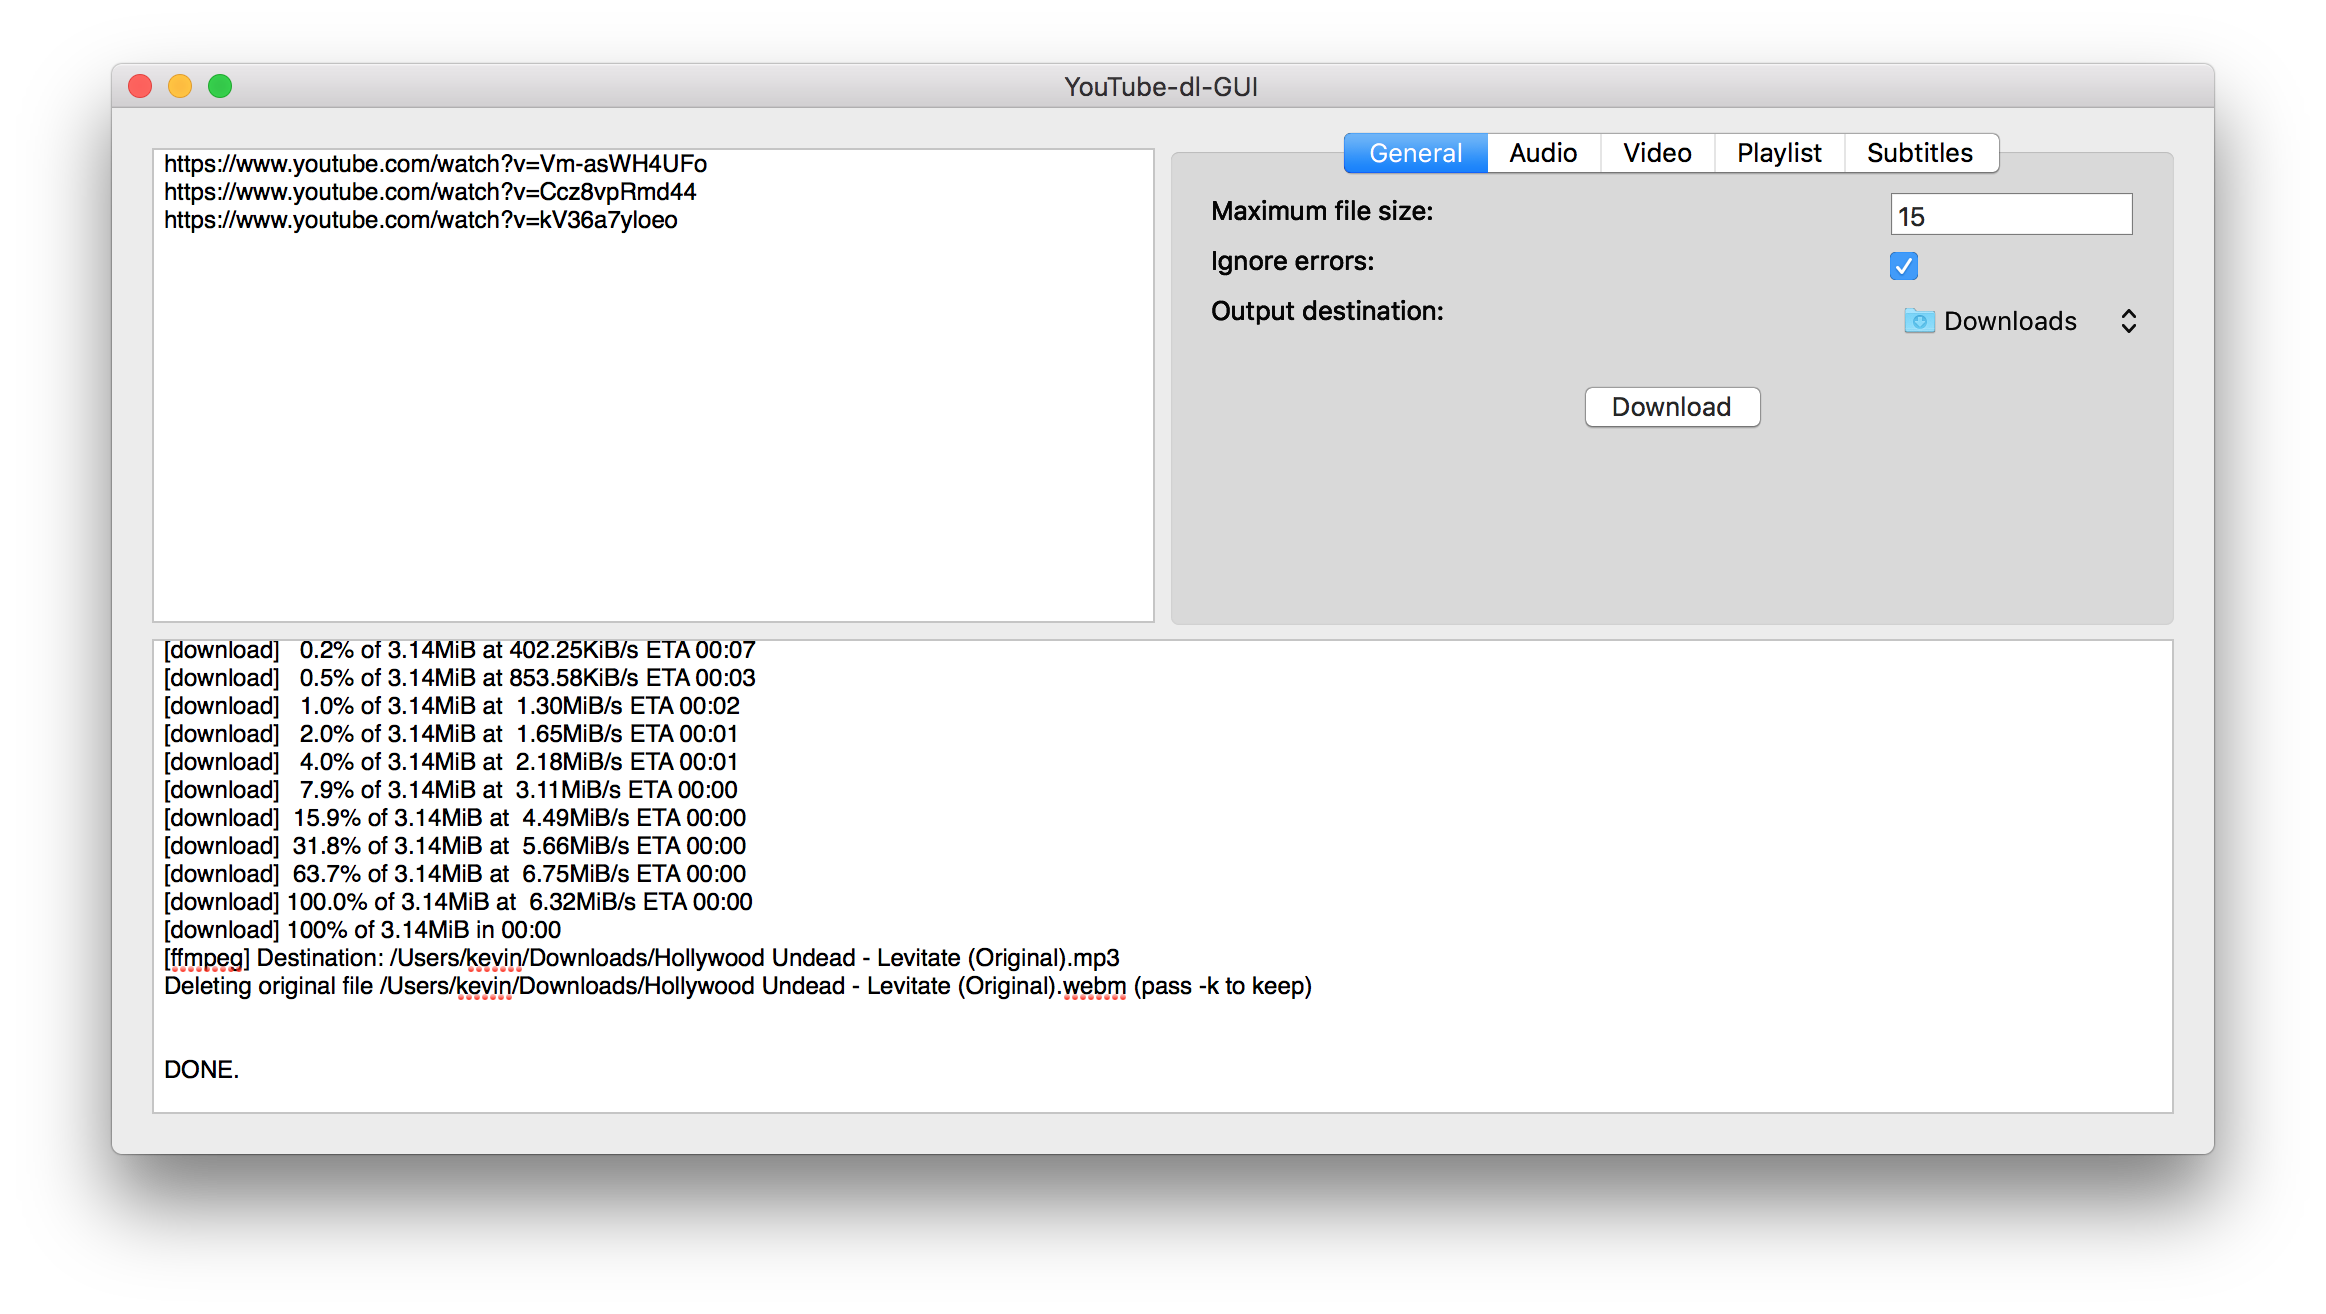 YouTube-dl-GUI
https://www.youtube.com/watch?v=Vm-asWH4UFo
https://www.youtube.com/watch?v=Ccz8vpRmd44
https://www.youtube.com/watch?v=kV36a7yloeo
General Audio Video Playlist Subtitles
Maximum file size: 15
Ignore errors:
Output destination: Downloads
Download
[download] 0.2% of 3.14MiB at 402.25KiB/s ETA 00:07
[download] 0.5% of 3.14MiB at 853.58KiB/s ETA 00:03
[download] 1.0% of 3.14MiB at 1.30MiB/s ETA 00:02
[download] 2.0% of 3.14MiB at 1.65MiB/s ETA 00:01
[download] 4.0% of 3.14MiB at 2.18MiB/s ETA 00:01
[download] 7.9% of 3.14MiB at 3.11MiB/s ETA 00:00
[download] 15.9% of 3.14MiB at 4.49MiB/s ETA 00:00
[download] 31.8% of 3.14MiB at 5.66MiB/s ETA 00:00
[download] 63.7% of 3.14MiB at 6.75MiB/s ETA 00:00
[download] 100.0% of 3.14MiB at 6.32MiB/s ETA 00:00
[download] 100% of 3.14MiB in 00:00
[ffmpeg] Destination: /Users/kevin/Downloads/Hollywood Undead - Levitate (Original).mp3
Deleting original file /Users/kevin/Downloads/Hollywood Undead - Levitate (Original).webm (pass -k to keep)
DONE.